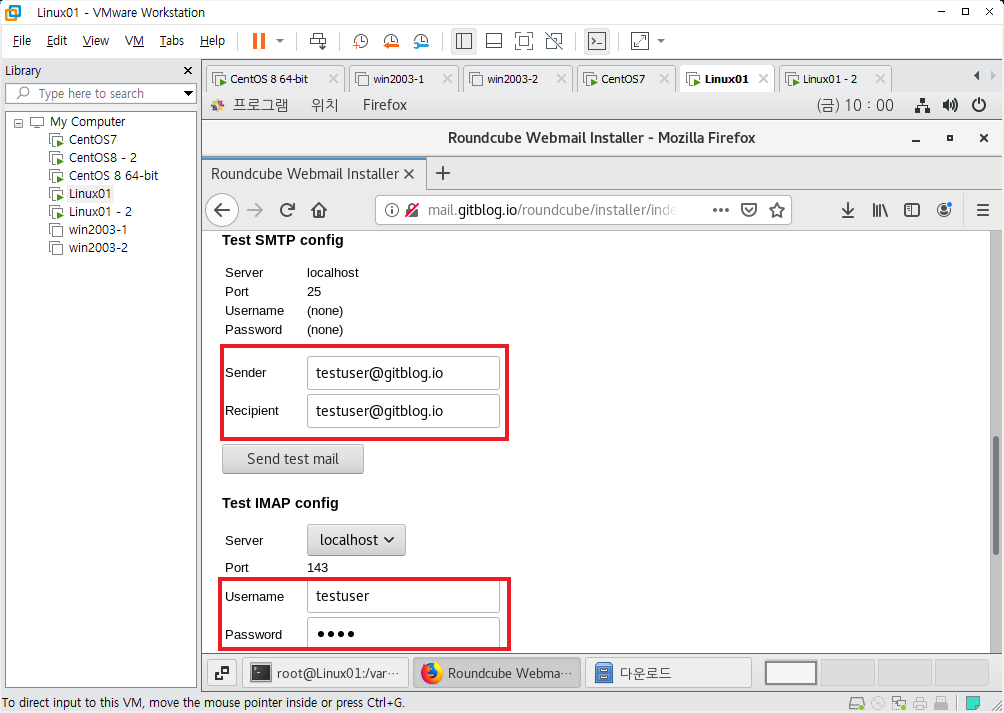 Linux01 - VMware Workstation
File Edit View VM Tabs Help
Library
Type here to search
My Computer
CentOS7
CentOS8 - 2
CentOS 8 64-bit
Linux01
Linux01 - 2
win2003-1
win2003-2
CentOS 8 64-bit win2003-1 win2003-2 CentOS7 Linux01 Linux01 - 2
프로그램 위치 Firefox (금) 10 : 00
Roundcube Webmail Installer - Mozilla Firefox
Roundcube Webmail Installer
mail.gitblog.io/roundcube/installer/inde
Test SMTP config
Server localhost
Port 25
Username (none)
Password (none)
Sender testuser@gitblog.io
Recipient testuser@gitblog.io
Send test mail
Test IMAP config
Server localhost
Port 143
Username testuser
Password ●●●●
root@Linux01:/var··· Roundcube Webma··· 다운로드
To direct input to this VM, move the mouse pointer inside or press Ctrl+G.